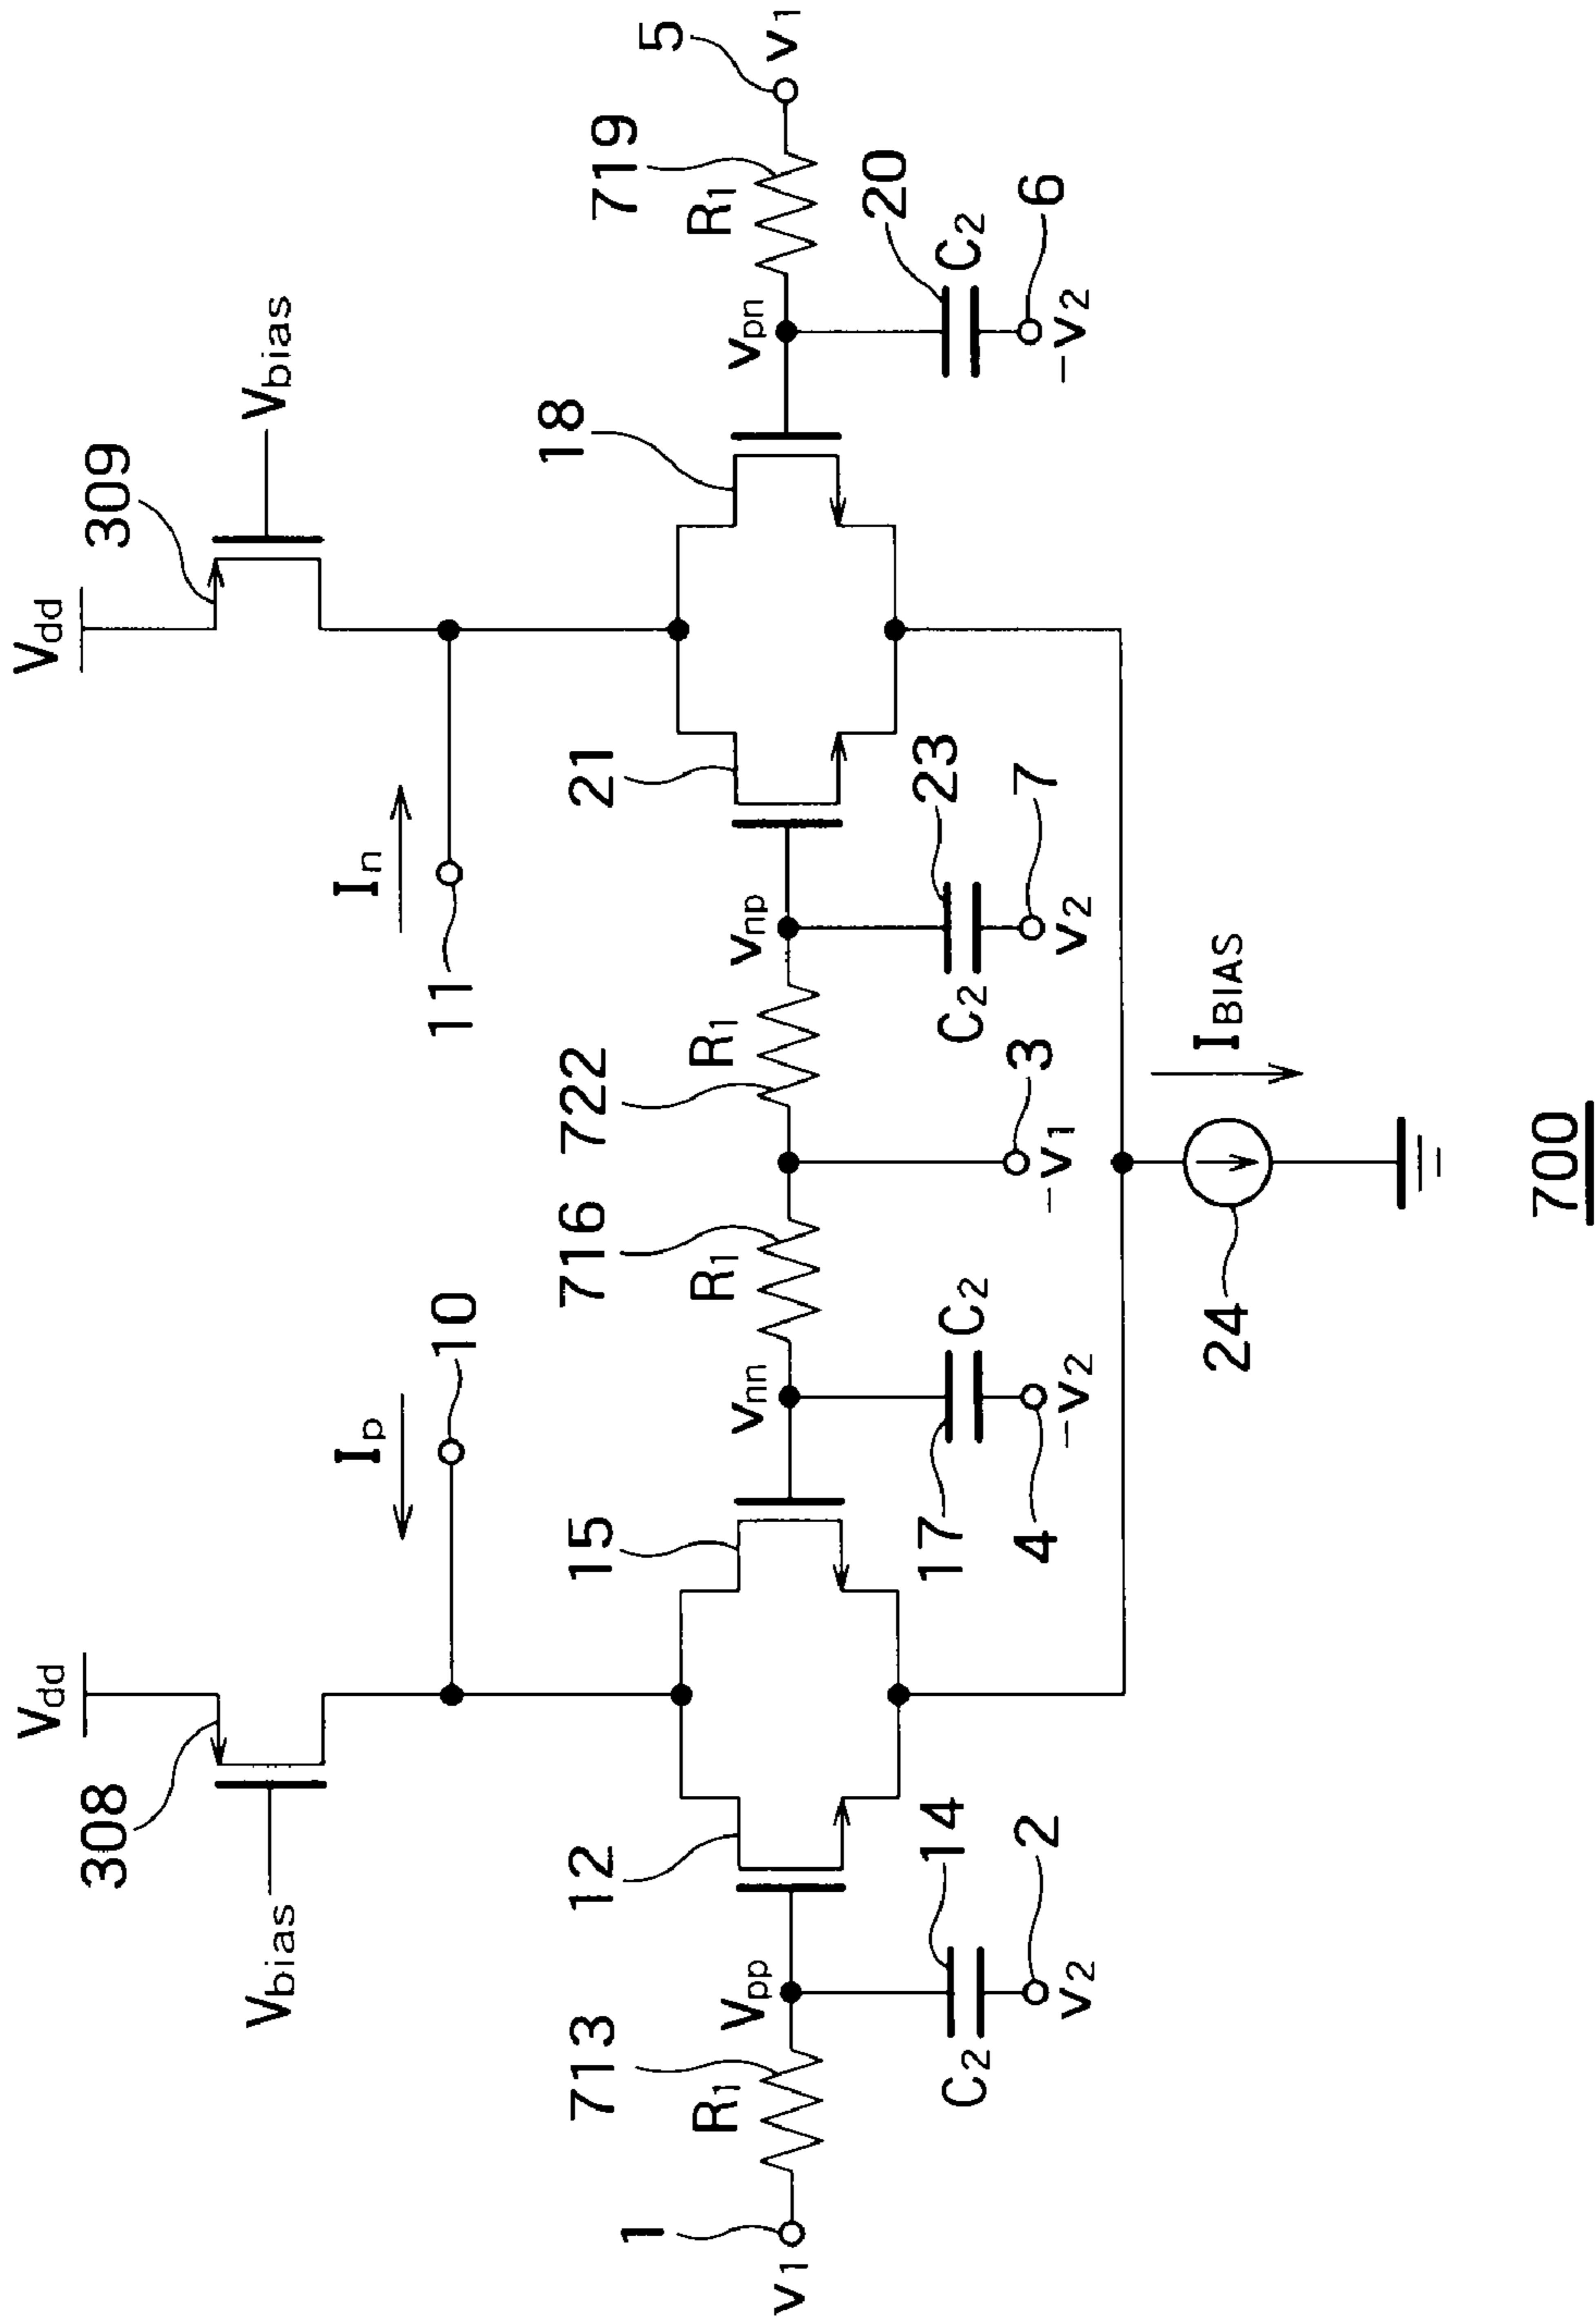 Vdd
Vdd
308
309
Vbias
Vbias
Ip
In
10
11
12
15
21
18
713
716
722
719
1
v1
R1
Vpp
vnn
R1
R1
vnp
vpn
R1
5
v1
14
C2
2
v2
17
C2
4
-v2
3
-v1
23
C2
7
v2
20
C2
6
-v2
24
IBIAS
700